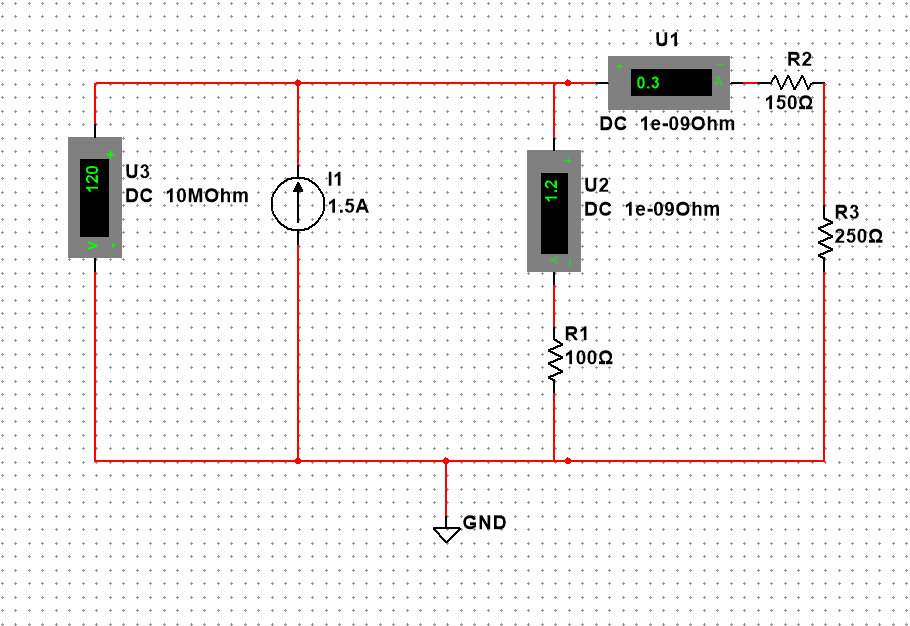 U1
R2
+
-
0.3
A
150Ω
DC 1e-09Ohm
120
+
V
-
U3
DC 10MOhm
I1
1.5A
+
1.2
A
-
U2
DC 1e-09Ohm
R3
250Ω
R1
100Ω
GND